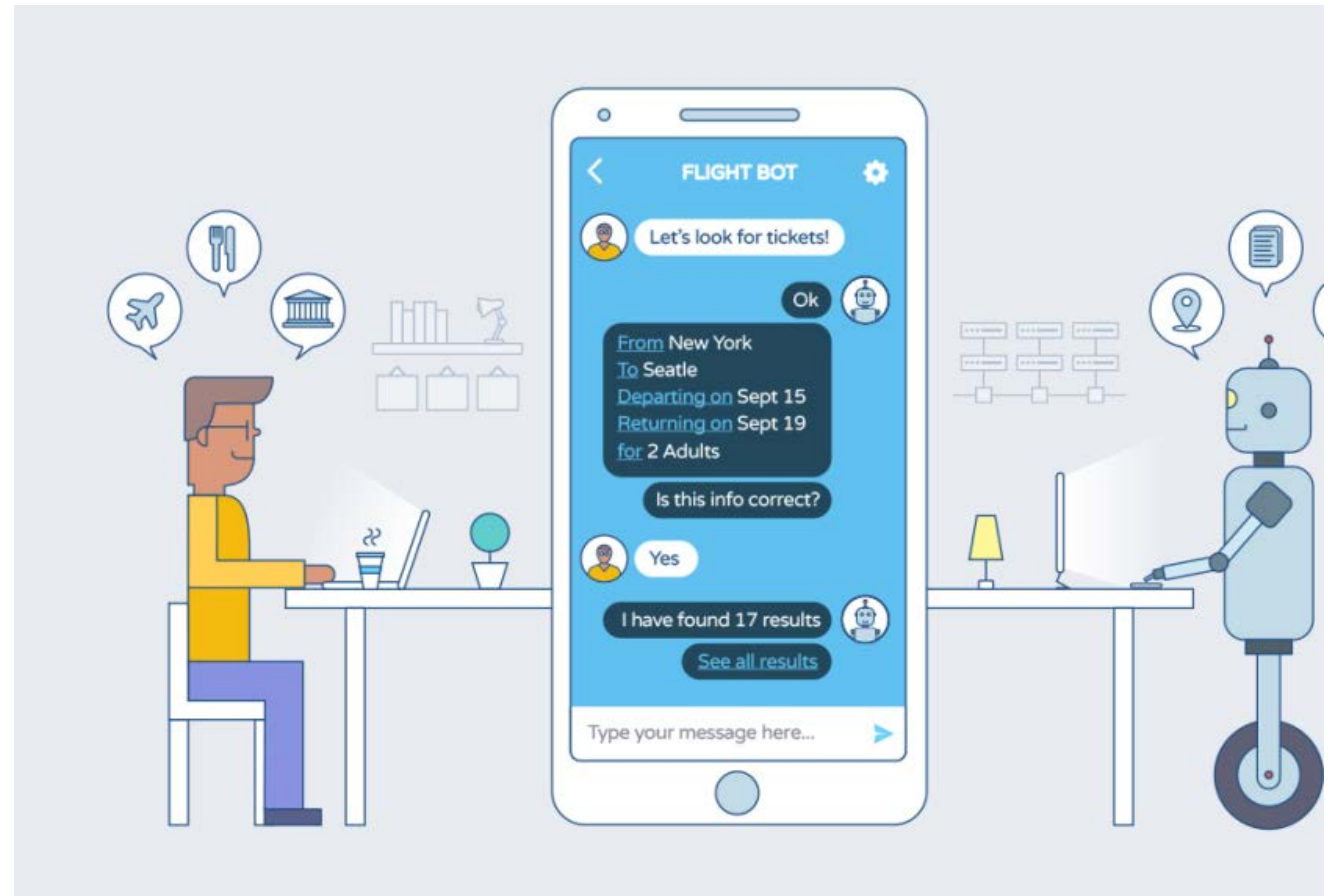 FLIGHT BOT
Let's look for tickets!
Ok
From New York
To Seatle
Departing on Sept 15
Returning on Sept 19
for 2 Adults
Is this info correct?
Yes
I have found 17 results
See all results
Type your message here...